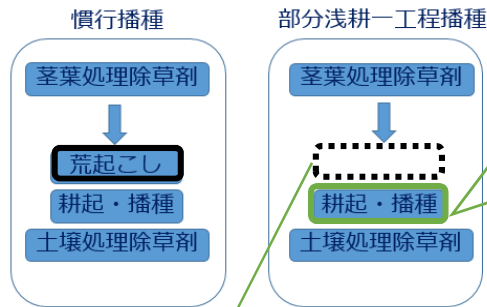 慣行播種
茎葉処理除草剤
荒起こし
耕起・播種
土壌処理除草剤
部分浅耕一工程播種
茎葉処理除草剤
耕起・播種
土壌処理除草剤